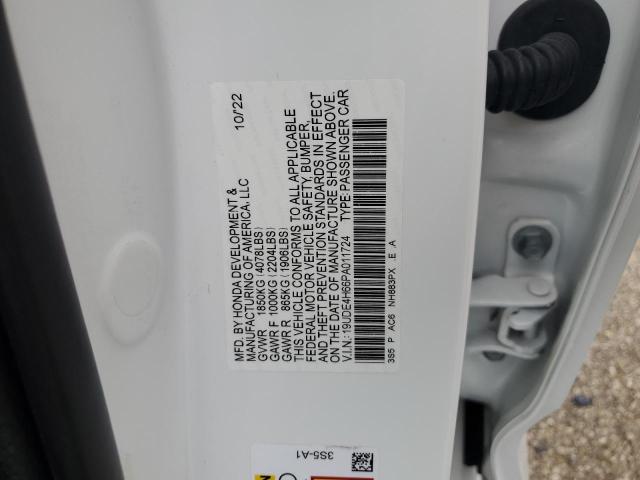 MFD. BY HONDA DEVELOPMENT &
MANUFACTURING OF AMERICA, LLC 10/'22
GVWR 1850KG (4078LBS)
GAWR F 1000KG (2204LBS)
GAWR R 865KG (1906LBS)
THIS VEHICLE CONFORMS TO ALL APPLICABLE
FEDERAL MOTOR VEHICLE SAFETY, BUMPER,
AND THEFT PREVENTION STANDARDS IN EFFECT
ON THE DATE OF MANUFACTURE SHOWN ABOVE.
V.I.N.: 19UDE4H66PA011724 TYPE:PASSENGER CAR
3S5 P AC6 NH883PX E A
3S5-A1